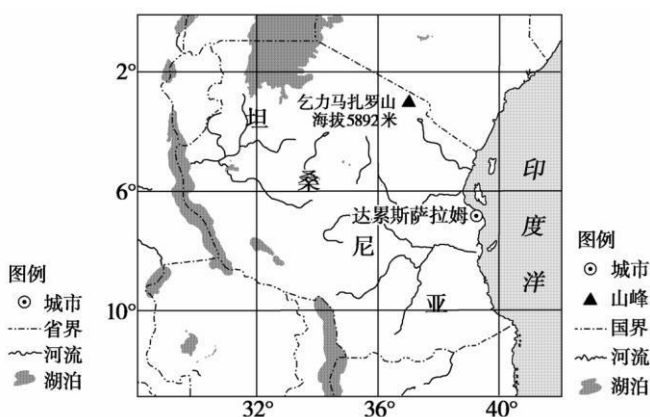 2°
乞力马扎罗山
海拔5892米
坦
桑
尼
亚
印
度
洋
6°
达累斯萨拉姆
10°
32°
36°
40°
图例
城市
省界
河流
湖泊
图例
城市
山峰
国界
河流
湖泊